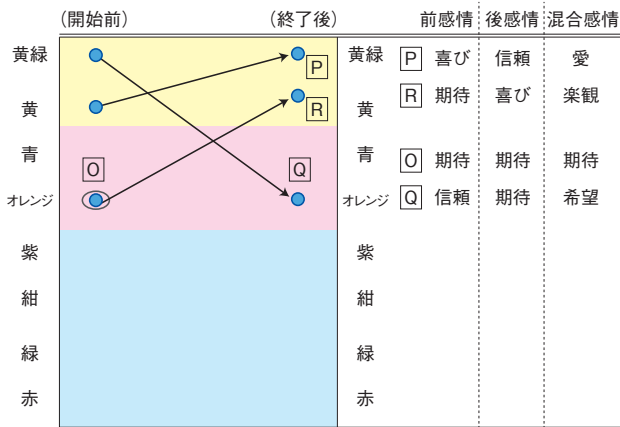 (開始前) (終了後) 前感情 後感情 混合感情
黄緑 P 黄緑 P 喜び 信頼 愛
黄 R 黄 R 期待 喜び 楽観
青 O Q 青 O 期待 期待 期待
オレンジ オレンジ Q 信頼 期待 希望
紫 紫
紺 紺
緑 緑
赤 赤